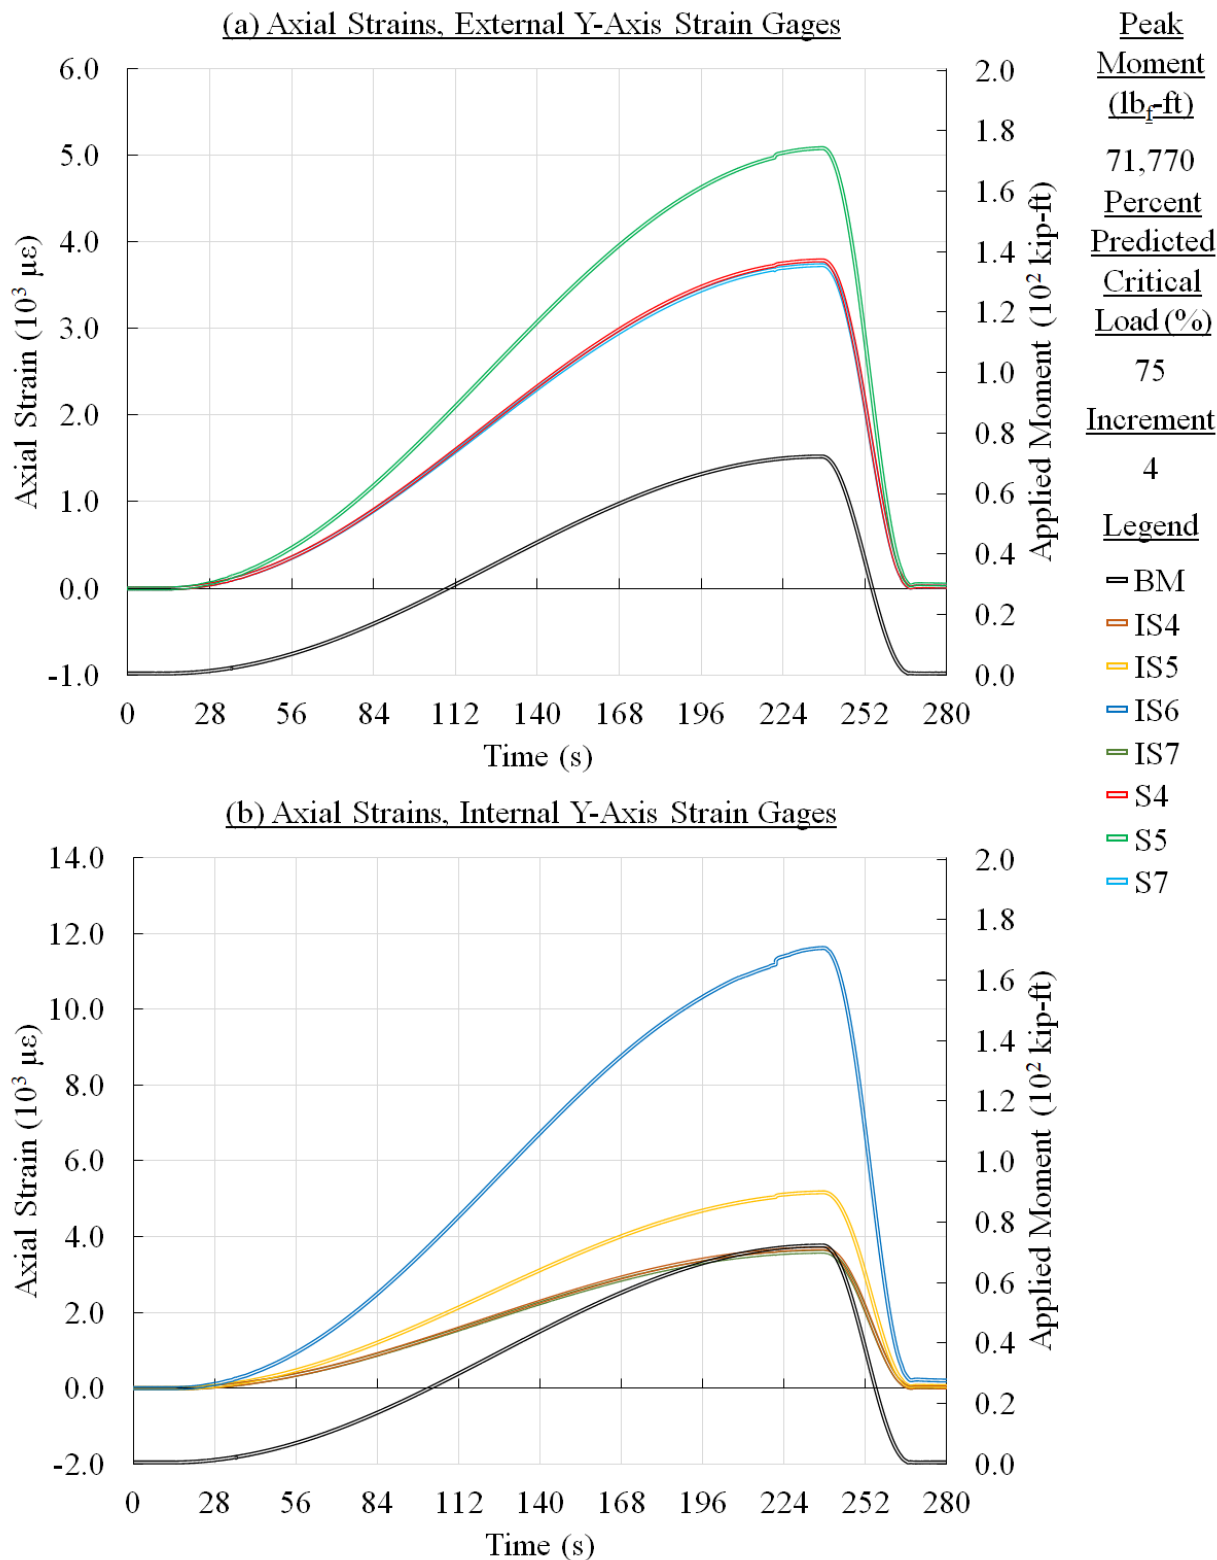 (a) Axial Strains, External Y-Axis Strain Gages
6.0
5.0
4.0
3.0
2.0
1.0
0.0
-1.0
Axial Strain (10³ με)
2.0
1.8
1.6
1.4
1.2
1.0
0.8
0.6
0.4
0.2
0.0
Applied Moment (10² kip-ft)
0 28 56 84 112 140 168 196 224 252 280
Time (s)
Peak
Moment
(lbf-ft)
71,770
Percent
Predicted
Critical
Load (%)
75
Increment
4
Legend
BM
IS4
IS5
IS6
IS7
S4
S5
S7
(b) Axial Strains, Internal Y-Axis Strain Gages
14.0
12.0
10.0
8.0
6.0
4.0
2.0
0.0
-2.0
Axial Strain (10³ με)
2.0
1.8
1.6
1.4
1.2
1.0
0.8
0.6
0.4
0.2
0.0
Applied Moment (10² kip-ft)
0 28 56 84 112 140 168 196 224 252 280
Time (s)